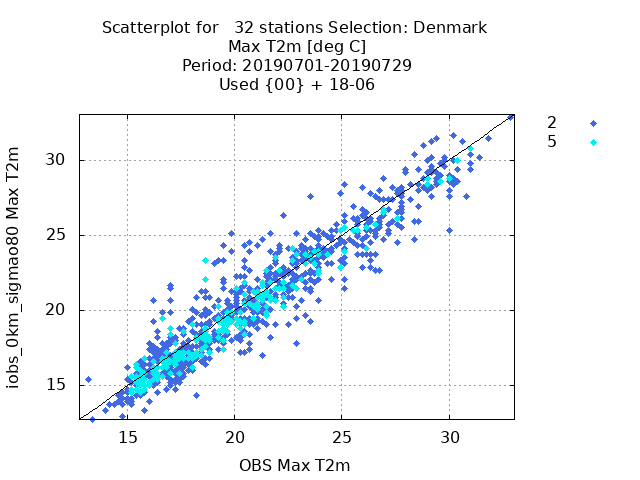 Scatterplot for   32 stations Selection: Denmark
Max T2m [deg C]
Period: 20190701-20190729
Used {00} + 18-06
2
5
iobs_0km_sigmao80 Max T2m
30
25
20
15
15 20 25 30
OBS Max T2m